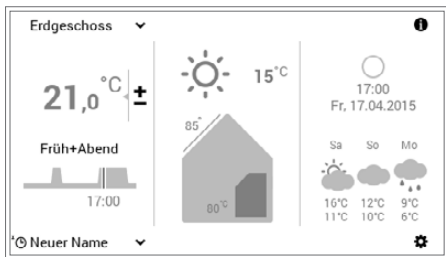 Erdgeschoss
21,0°C
±
Früh+Abend
17:00
Neuer Name
15°C
85°
80°C
17:00
Fr, 17.04.2015
Sa So Mo
16°C 12°C 9°C
11°C 10°C 6°C